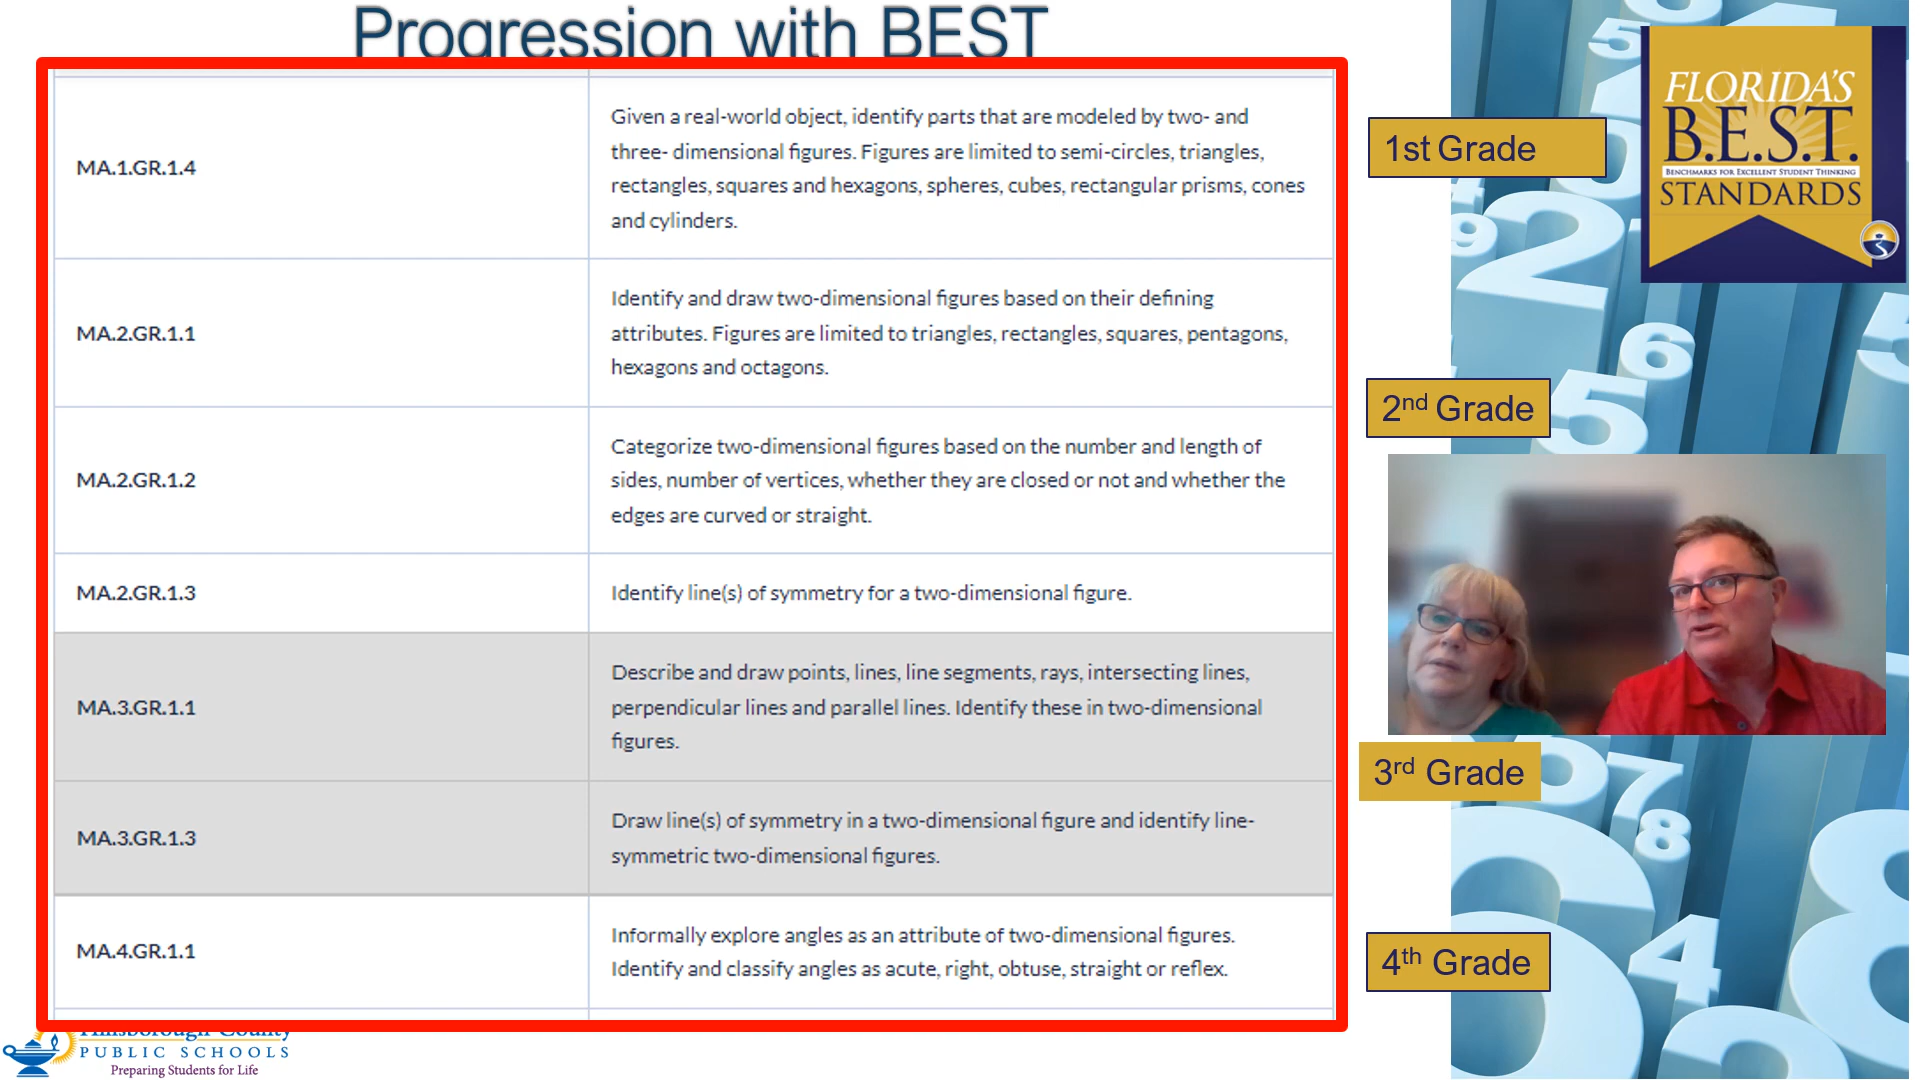 Progression with BEST
MA.1.GR.1.4
Given a real-world object, identify parts that are modeled by two- and
three- dimensional figures. Figures are limited to semi-circles, triangles,
rectangles, squares and hexagons, spheres, cubes, rectangular prisms, cones
and cylinders.
MA.2.GR.1.1
Identify and draw two-dimensional figures based on their defining
attributes. Figures are limited to triangles, rectangles, squares, pentagons,
hexagons and octagons.
MA.2.GR.1.2
Categorize two-dimensional figures based on the number and length of
sides, number of vertices, whether they are closed or not and whether the
edges are curved or straight.
MA.2.GR.1.3
Identify line(s) of symmetry for a two-dimensional figure.
MA.3.GR.1.1
Describe and draw points, lines, line segments, rays, intersecting lines,
perpendicular lines and parallel lines. Identify these in two-dimensional
figures.
MA.3.GR.1.3
Draw line(s) of symmetry in a two-dimensional figure and identify line-
symmetric two-dimensional figures.
MA.4.GR.1.1
Informally explore angles as an attribute of two-dimensional figures.
Identify and classify angles as acute, right, obtuse, straight or reflex.
1st Grade
2nd Grade
3rd Grade
4th Grade
FLORIDA'S
B.E.S.T.
BENCHMARKS FOR EXCELLENT STUDENT THINKING
STANDARDS
Hillsborough County
PUBLIC SCHOOLS
Preparing Students for Life